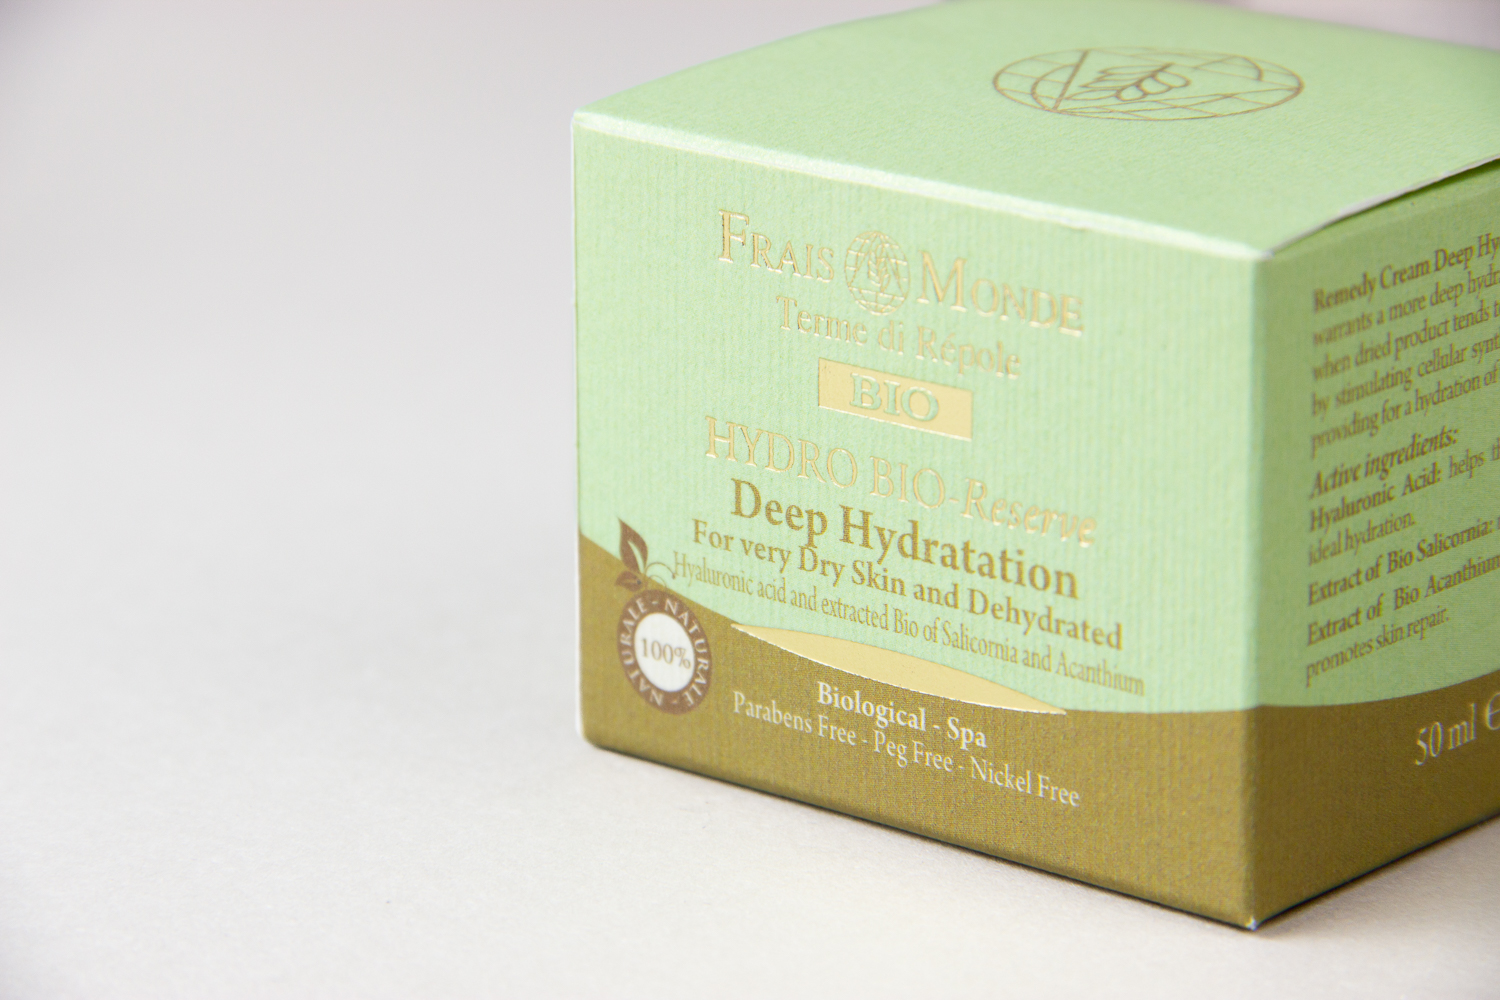 FRAIS MONDE
Terme di Répole
BIO
HYDRO BIO-Reserve
Deep Hydratation
For very Dry Skin and Dehydrated
Hyaluronic acid and extracted Bio of Salicornia and Acanthium
NATURALE - NATURALE -
100%
Biological - Spa
Parabens Free - Peg Free - Nickel Free
Remedy Cream Deep Hy
warrants a more deep hydr
when dried product tends t
by stimulating cellular synt
providing for a hydration of
Active ingredients:
Hyaluronic Acid: helps th
ideal hydration.
Extract of Bio Salicornia:
Extract of Bio Acanthium
promotes skin repair.
50 ml e